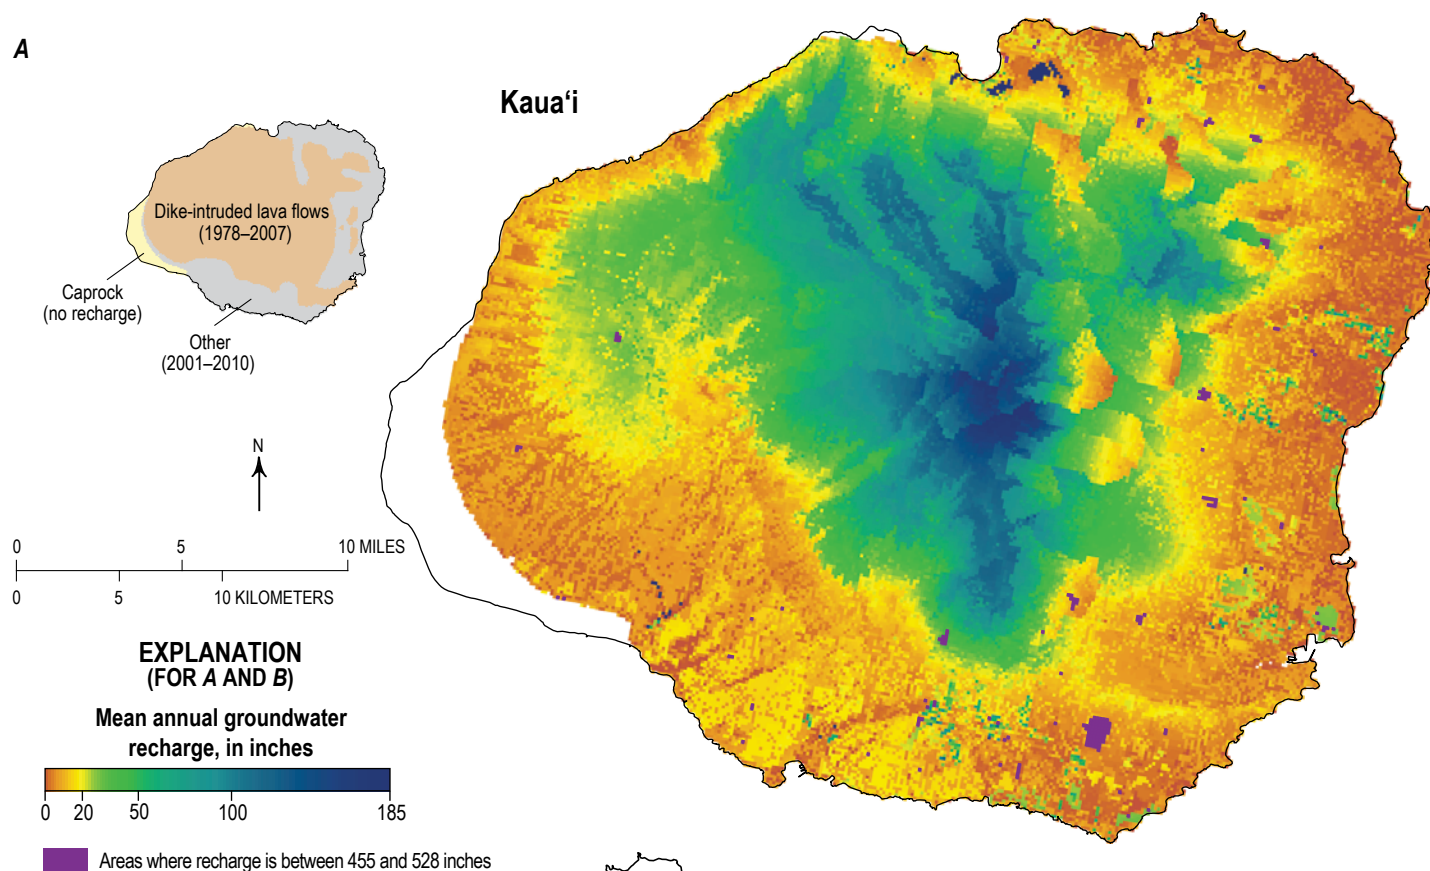 A
Kaua‘i
Dike-intruded lava flows
(1978–2007)
Caprock
(no recharge)
Other
(2001–2010)
N
0 5 10 MILES
0 5 10 KILOMETERS
EXPLANATION
(FOR A AND B)
Mean annual groundwater
recharge, in inches
0 20 50 100 185
Areas where recharge is between 455 and 528 inches